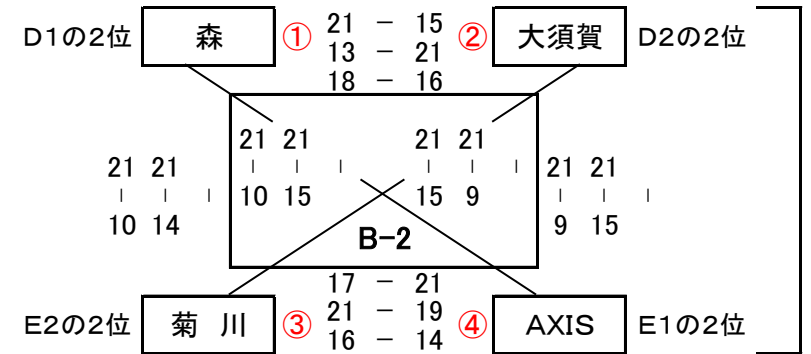 D1の2位 森 ① 21 － 15 ② 大須賀 D2の2位
13 － 21
18 － 16
21 21 21 21
21 21 | | | | | | 21 21
| | | 10 15 15 9 | | |
10 14 B-2 9 15
17 － 21
E2の2位 菊 川 ③ 21 － 19 ④ AXIS E1の2位
16 － 14